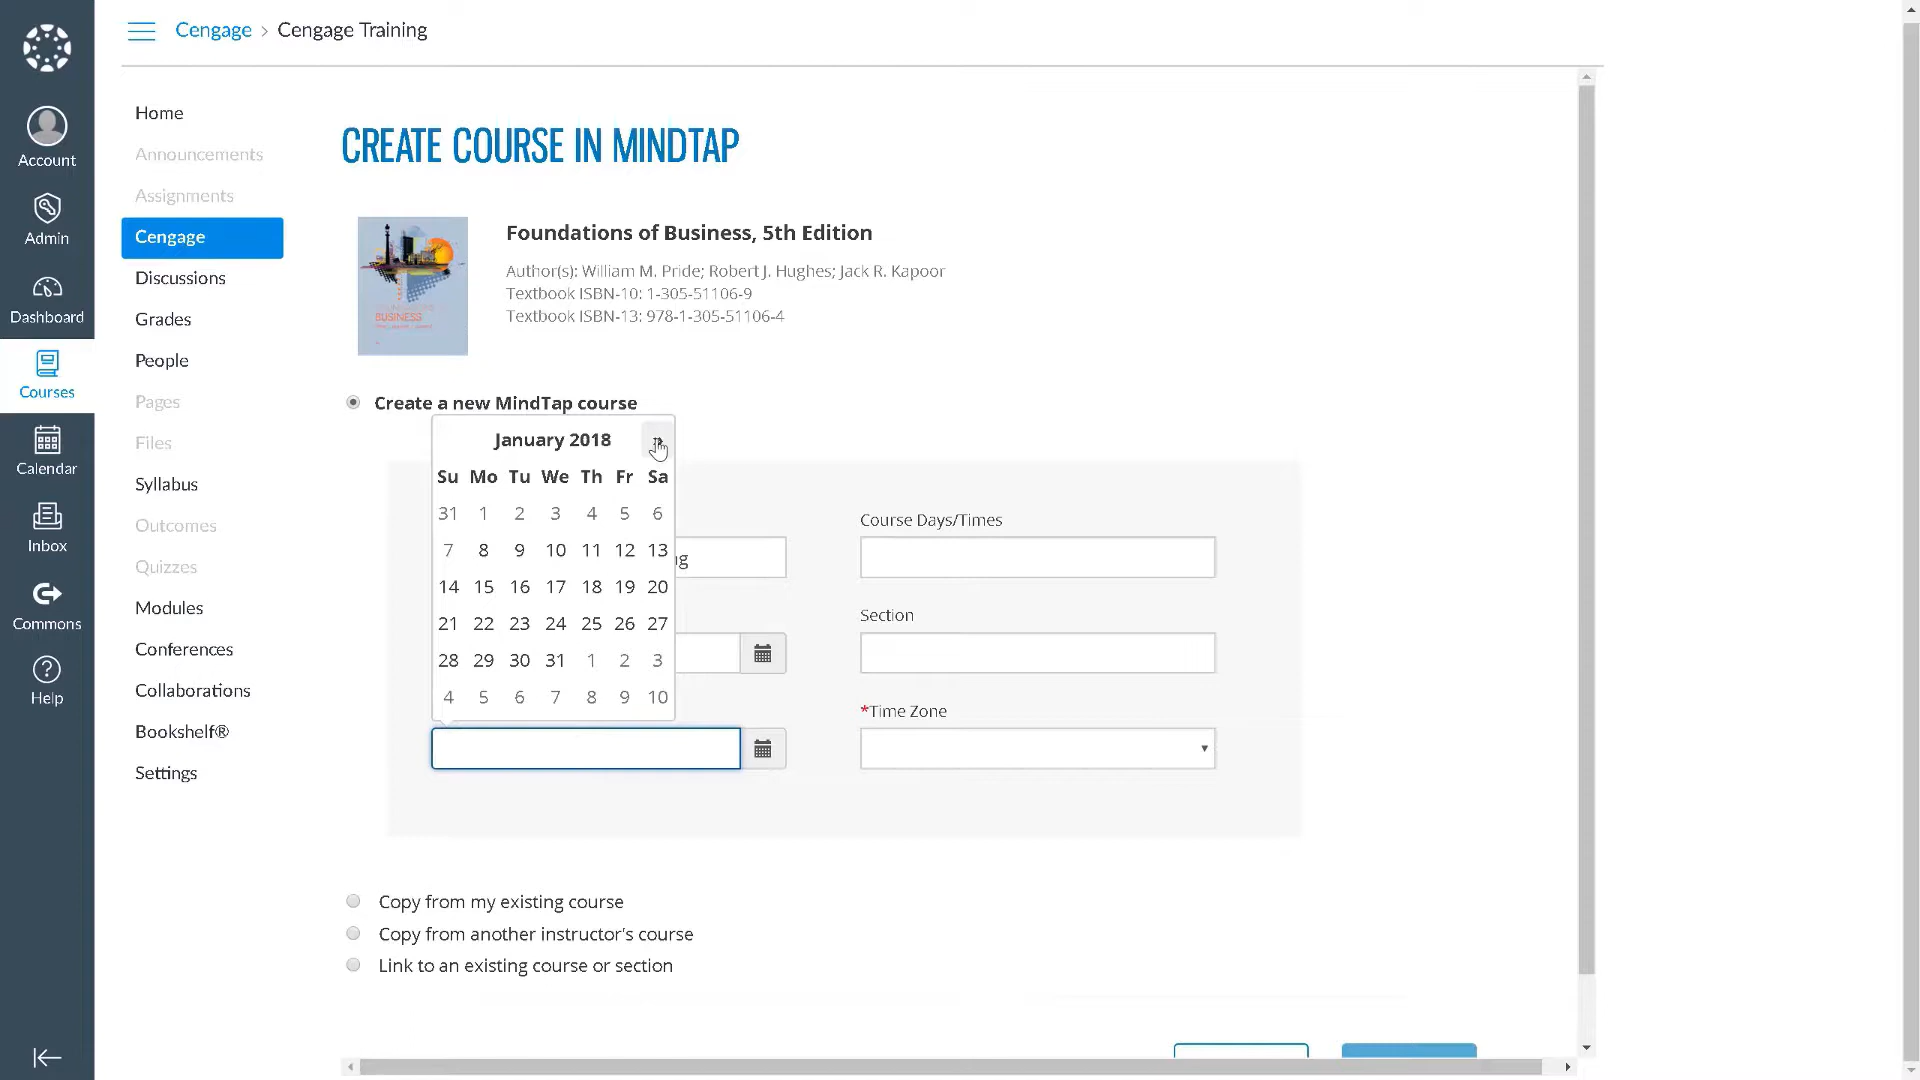 Cengage > Cengage Training
Account
Admin
Dashboard
Courses
Calendar
Inbox
Commons
Help
Home
Announcements
Assignments
Cengage
Discussions
Grades
People
Pages
Files
Syllabus
Outcomes
Quizzes
Modules
Conferences
Collaborations
Bookshelf®
Settings
CREATE COURSE IN MINDTAP
BUSINESS
Foundations of Business, 5th Edition
Author(s): William M. Pride; Robert J. Hughes; Jack R. Kapoor
Textbook ISBN-10: 1-305-51106-9
Textbook ISBN-13: 978-1-305-51106-4
Create a new MindTap course
January 2018
Su Mo Tu We Th Fr Sa
31 1 2 3 4 5 6
7 8 9 10 11 12 13
14 15 16 17 18 19 20
21 22 23 24 25 26 27
28 29 30 31 1 2 3
4 5 6 7 8 9 10
Course Days/Times
Section
*Time Zone
Copy from my existing course
Copy from another instructor's course
Link to an existing course or section